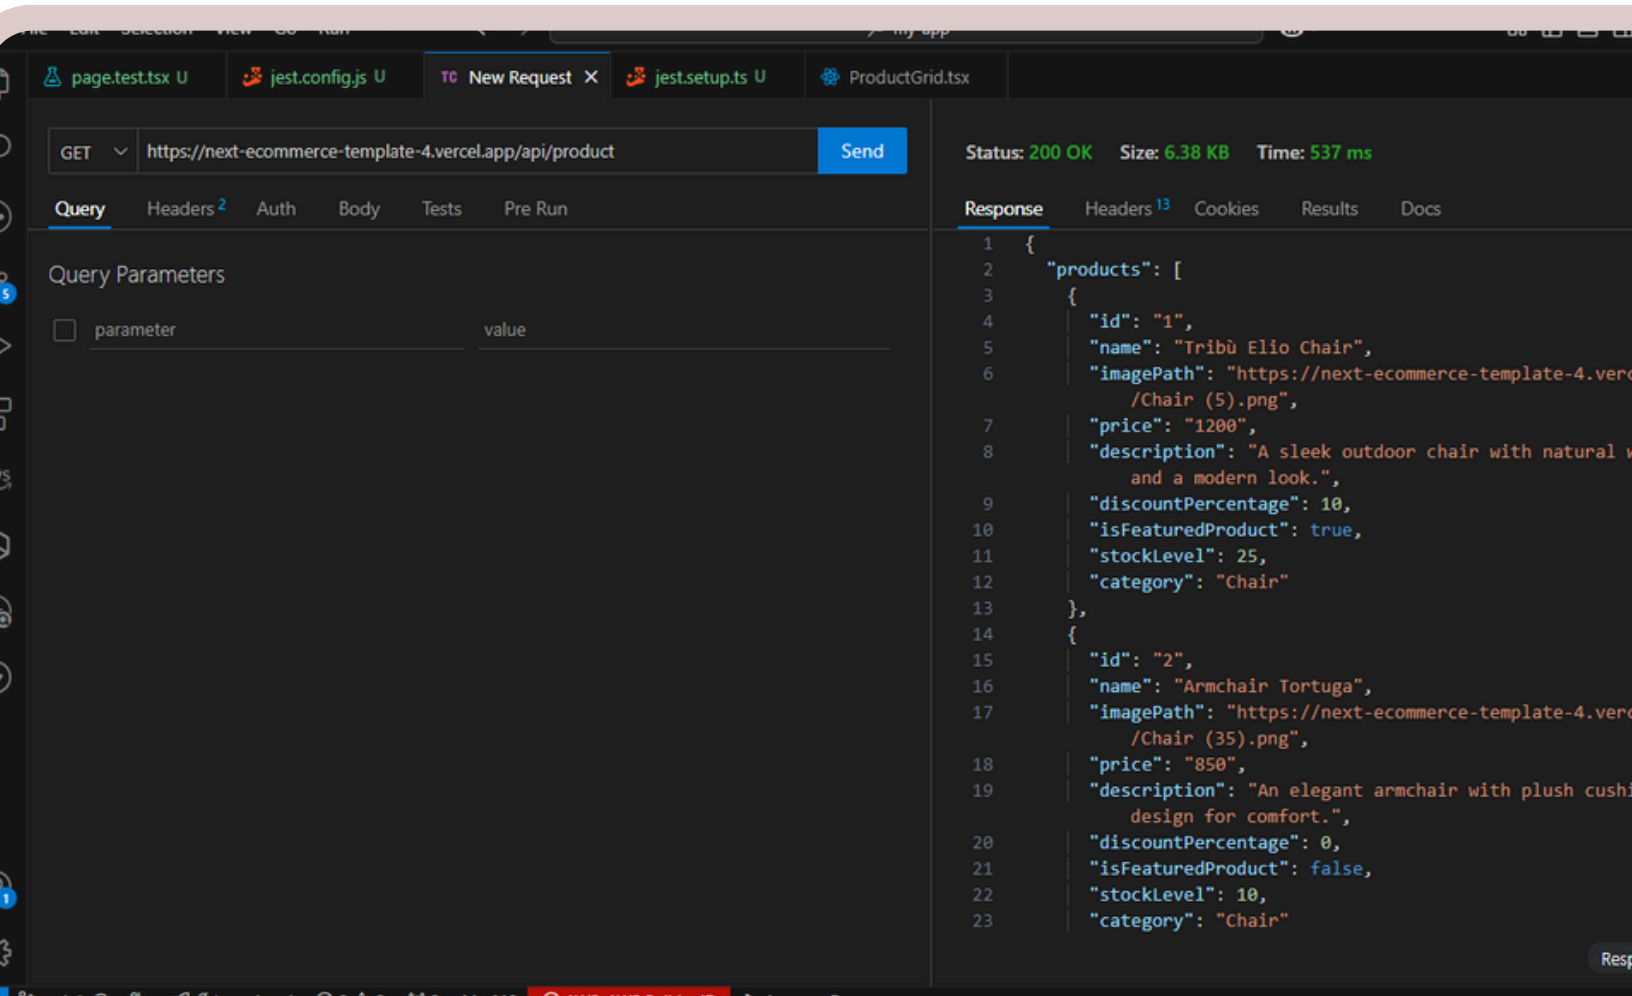 my-app
page.test.tsx U
jest.config.js U
TC New Request
jest.setup.ts U
ProductGrid.tsx
GET
https://next-ecommerce-template-4.vercel.app/api/product
Send
Query
Headers 2
Auth
Body
Tests
Pre Run
Query Parameters
parameter
value
5
1
Status: 200 OK
Size: 6.38 KB
Time: 537 ms
Response
Headers 13
Cookies
Results
Docs
1 {
2 "products": [
3 {
4 "id": "1",
5 "name": "Tribù Elio Chair",
6 "imagePath": "https://next-ecommerce-template-4.verc
/Chair (5).png",
7 "price": "1200",
8 "description": "A sleek outdoor chair with natural
and a modern look.",
9 "discountPercentage": 10,
10 "isFeaturedProduct": true,
11 "stockLevel": 25,
12 "category": "Chair"
13 },
14 {
15 "id": "2",
16 "name": "Armchair Tortuga",
17 "imagePath": "https://next-ecommerce-template-4.verc
/Chair (35).png",
18 "price": "850",
19 "description": "An elegant armchair with plush cushi
design for comfort.",
20 "discountPercentage": 0,
21 "isFeaturedProduct": false,
22 "stockLevel": 10,
23 "category": "Chair"
Resp